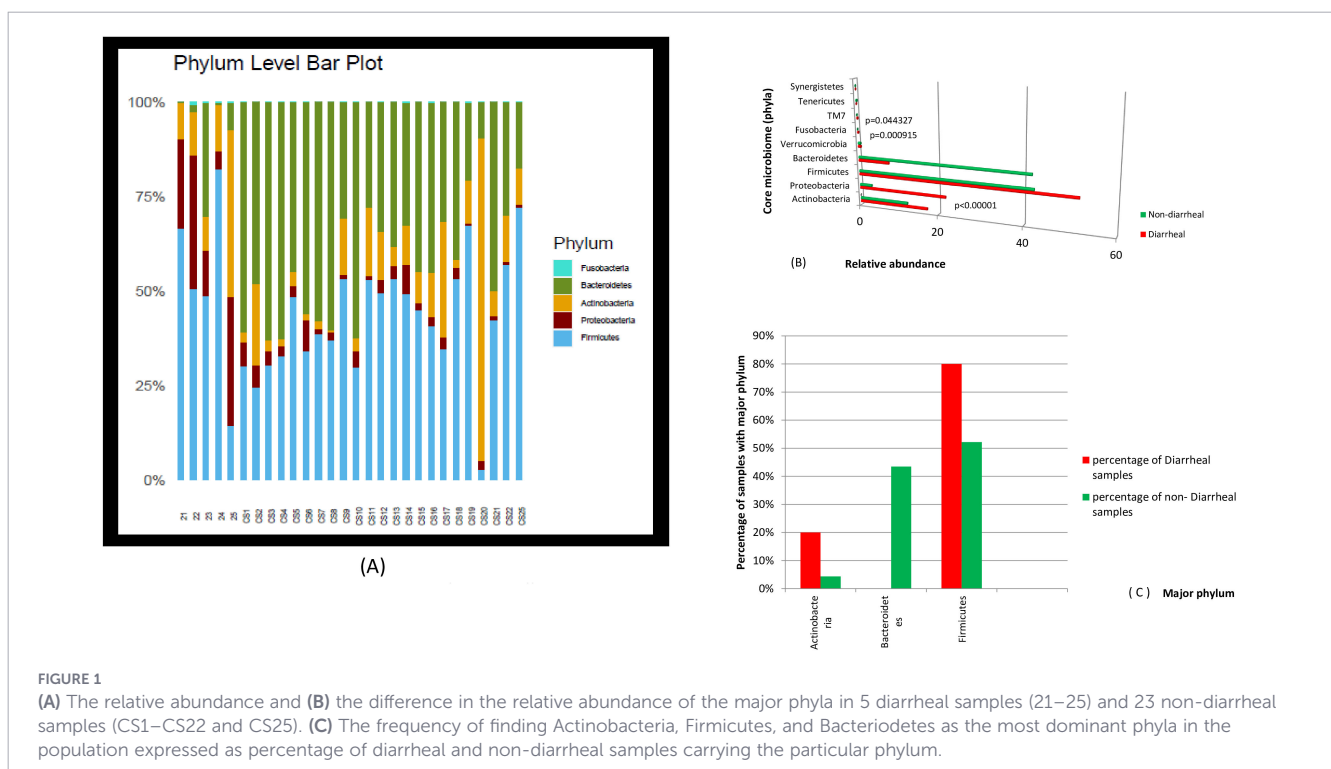 Phylum Level Bar Plot
100%
75%
50%
25%
0%
21
22
23
24
25
CS1
CS2
CS3
CS4
CS5
CS6
CS7
CS8
CS9
CS10
CS11
CS12
CS13
CS14
CS15
CS16
CS17
CS18
CS19
CS20
CS21
CS22
CS25
Phylum
Fusobacteria
Bacteroidetes
Actinobacteria
Proteobacteria
Firmicutes
(A)
Core microbiome (phyla)
Synergistetes
Tenericutes
TM7
Fusobacteria
Verrucomicrobia
Bacteroidetes
Firmicutes
Proteobacteria
Actinobacteria
p=0.044327
p=0.000915
p<0.00001
0
20
40
60
Non-diarrheal
Diarrheal
(B) Relative abundance
Percentage of samples with major phylum
90%
80%
70%
60%
50%
40%
30%
20%
10%
0%
Actinobacte
ria
Bacteroidet
es
Firmicutes
percentage of Diarrheal
samples
percentage of non- Diarrheal
samples
( C ) Major phylum
FIGURE 1
(A) The relative abundance and (B) the difference in the relative abundance of the major phyla in 5 diarrheal samples (21–25) and 23 non-diarrheal
samples (CS1–CS22 and CS25). (C) The frequency of finding Actinobacteria, Firmicutes, and Bacteriodetes as the most dominant phyla in the
population expressed as percentage of diarrheal and non-diarrheal samples carrying the particular phylum.